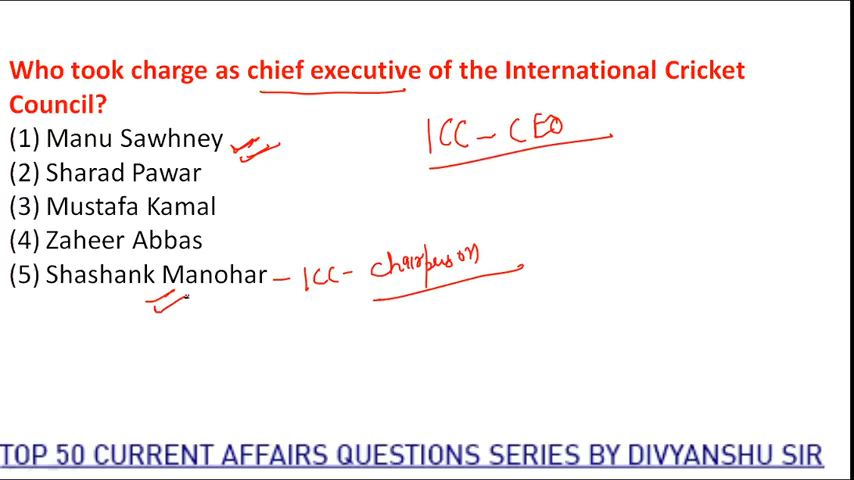 Who took charge as chief executive of the International Cricket
Council?
(1) Manu Sawhney
ICC - CEO
(2) Sharad Pawar
(3) Mustafa Kamal
(4) Zaheer Abbas
(5) Shashank Manohar - ICC - chairperson
TOP 50 CURRENT AFFAIRS QUESTIONS SERIES BY DIVYANSHU SIR